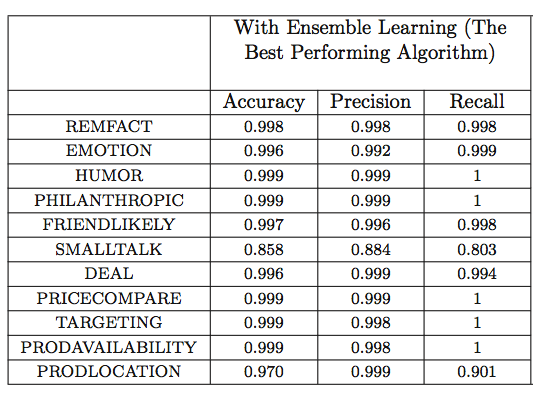 With Ensemble Learning (The
Best Performing Algorithm)
Accuracy Precision Recall
REMFACT 0.998 0.998 0.998
EMOTION 0.996 0.992 0.999
HUMOR 0.999 0.999 1
PHILANTHROPIC 0.999 0.999 1
FRIENDLIKELY 0.997 0.996 0.998
SMALLTALK 0.858 0.884 0.803
DEAL 0.996 0.999 0.994
PRICECOMPARE 0.999 0.999 1
TARGETING 0.999 0.998 1
PRODAVAILABILITY 0.999 0.998 1
PRODLOCATION 0.970 0.999 0.901